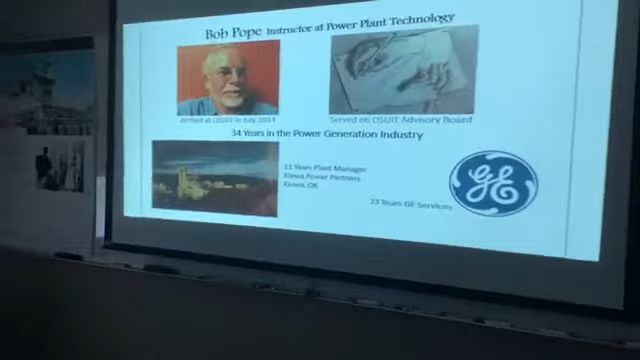 Bob Pope Instructor at Power Plant Technology
Arrived at OSUIT in July 2014
Served on OSUIT Advisory Board
34 Years in the Power Generation Industry
11 Years Plant Manager
Kiowa Power Partners
Kiowa, OK
23 Years GE Services
GE